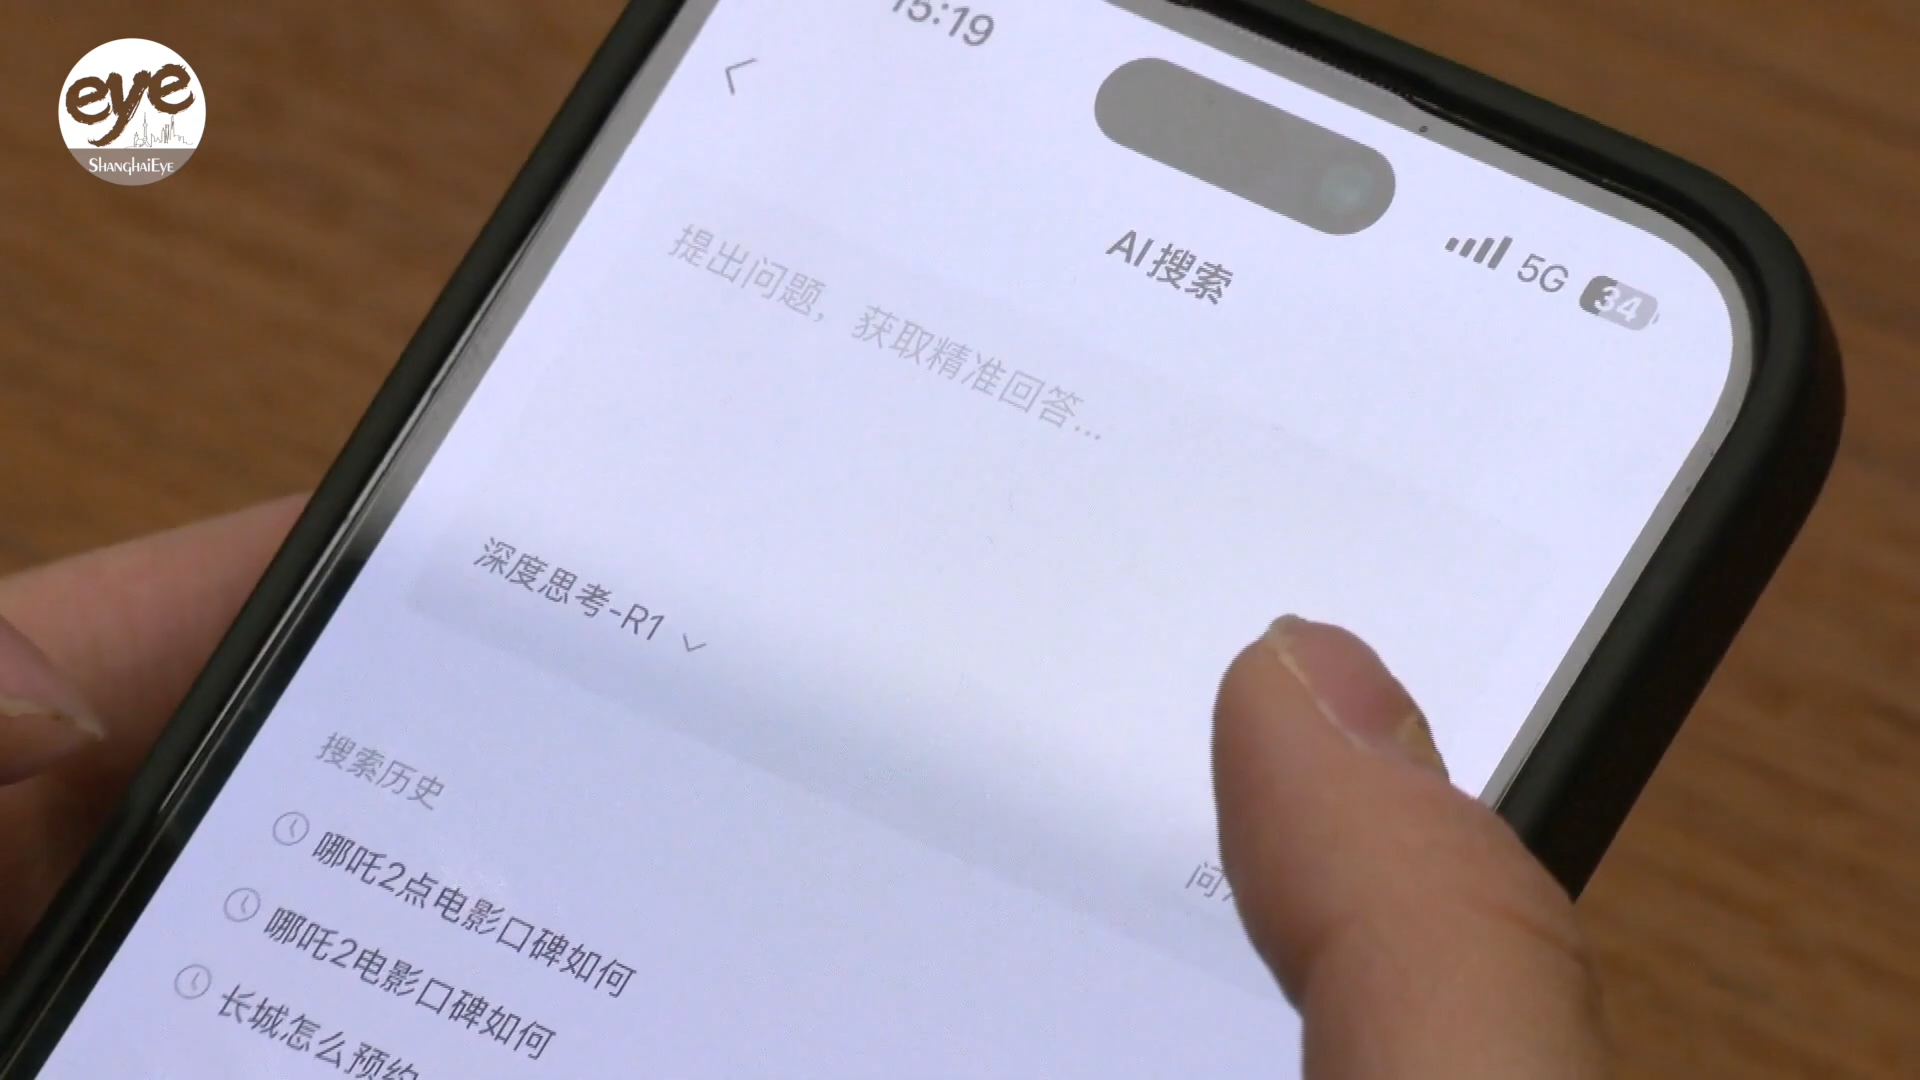 eye
SHANGHAIEYE
15:19
5G
34
AI搜索
提出问题，获取精准回答...
深度思考-R1
问
搜索历史
哪吒2点电影口碑如何
哪吒2电影口碑如何
长城怎么预约